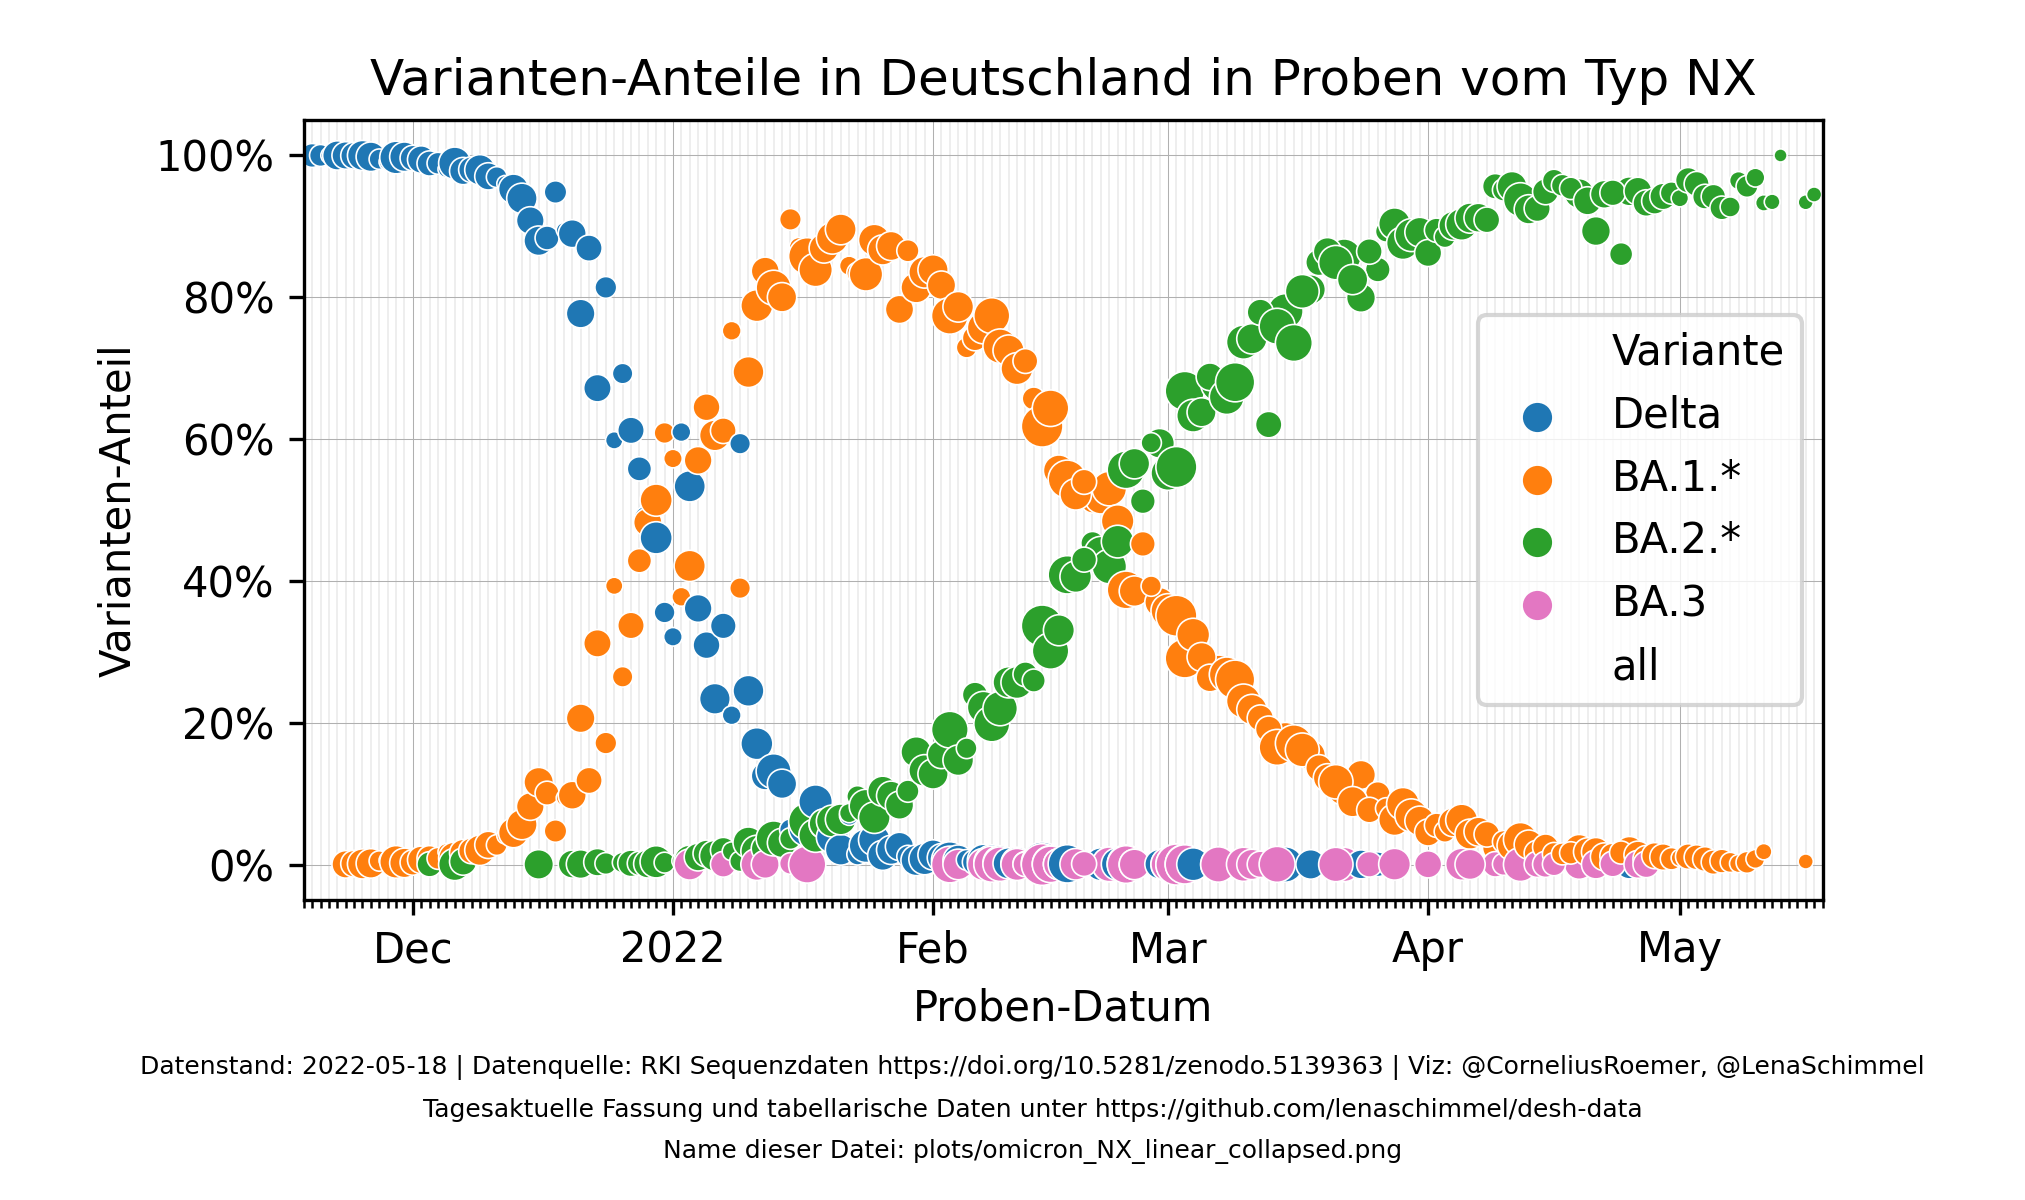 Varianten-Anteile in Deutschland in Proben vom Typ NX
Varianten-Anteil
100%
80%
60%
40%
20%
0%
Variante
Delta
BA.1.*
BA.2.*
BA.3
all
Dec 2022 Feb Mar Apr May
Proben-Datum
Datenstand: 2022-05-18 | Datenquelle: RKI Sequenzdaten https://doi.org/10.5281/zenodo.5139363 | Viz: @CorneliusRoemer, @LenaSchimmel
Tagesaktuelle Fassung und tabellarische Daten unter https://github.com/lenaschimmel/desh-data
Name dieser Datei: plots/omicron_NX_linear_collapsed.png